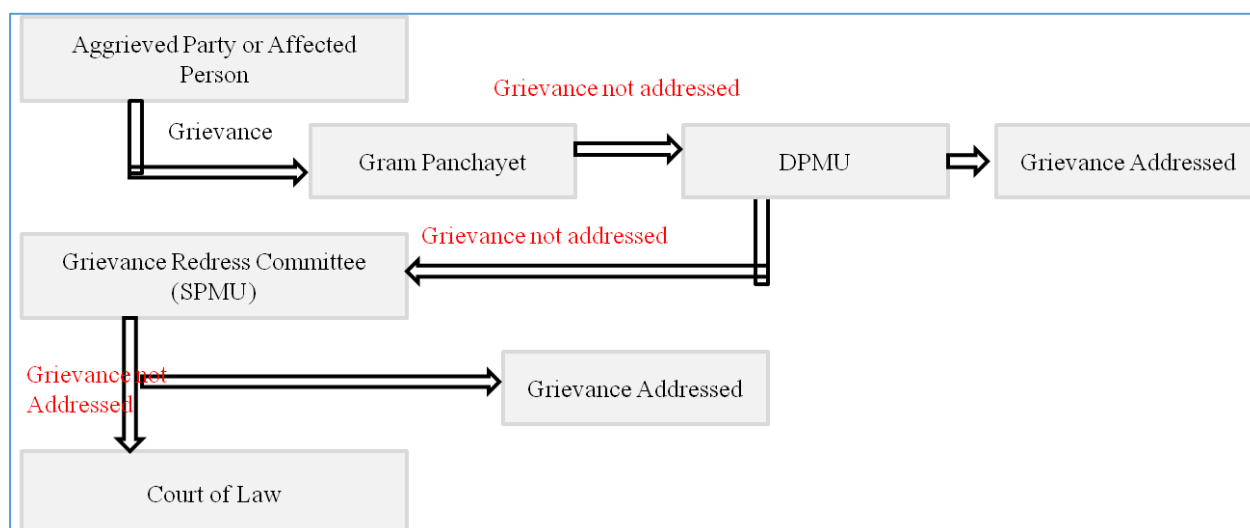 Aggrieved Party or Affected
Person
Grievance not addressed
Grievance
Gram Panchayet
DPMU
Grievance Addressed
Grievance not addressed
Grievance Redress Committee
(SPMU)
Grievance not
Addressed
Grievance Addressed
Court of Law